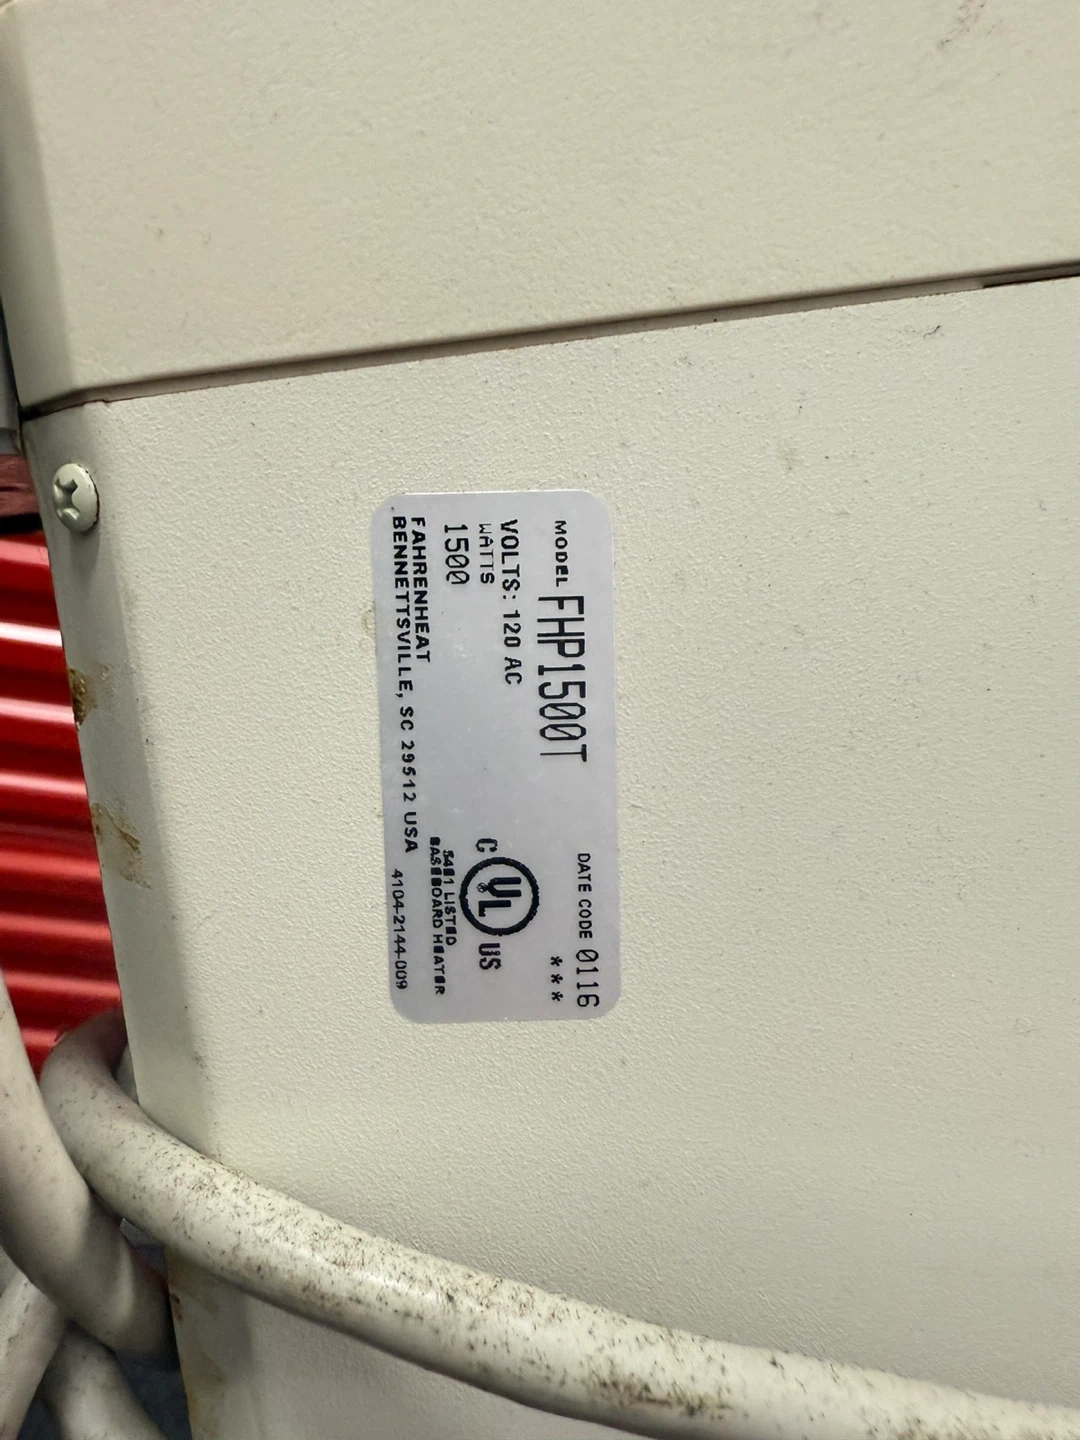 MODEL FHP1500T
DATE CODE 0116
***
VOLTS: 120 AC
WATTS
1500
C UL US
54B1 LISTED
BASEBOARD HEATER
FAHRENHEAT
BENNETTSVILLE, SC 29512 USA
4104-2144-009